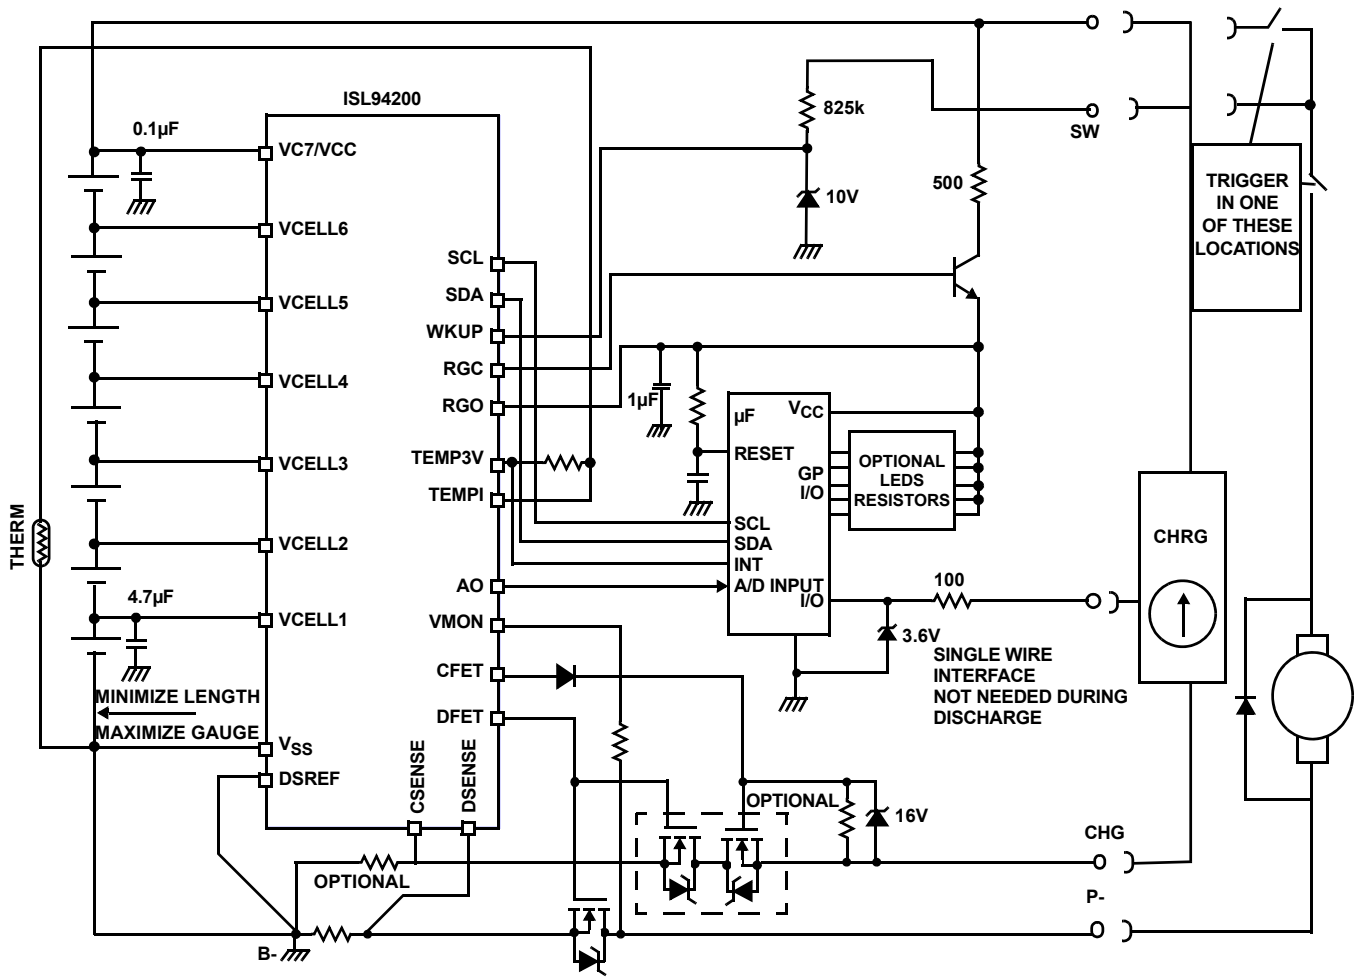 ISL94200
0.1µF
VC7/VCC
VCELL6
VCELL5
VCELL4
VCELL3
VCELL2
4.7µF
VCELL1
THERM
MINIMIZE LENGTH
MAXIMIZE GAUGE
VSS
DSREF
CSENSE
DSENSE
SCL
SDA
WKUP
RGC
RGO
TEMP3V
TEMPI
AO
VMON
CFET
DFET
825k
10V
500
SW
TRIGGER
IN ONE
OF THESE
LOCATIONS
1µF
µF
VCC
RESET
GP
I/O
SCL
SDA
INT
A/D INPUT
I/O
OPTIONAL
LEDS
RESISTORS
100
3.6V
SINGLE WIRE
INTERFACE
NOT NEEDED DURING
DISCHARGE
CHRG
OPTIONAL
16V
CHG
OPTIONAL
P-
B-